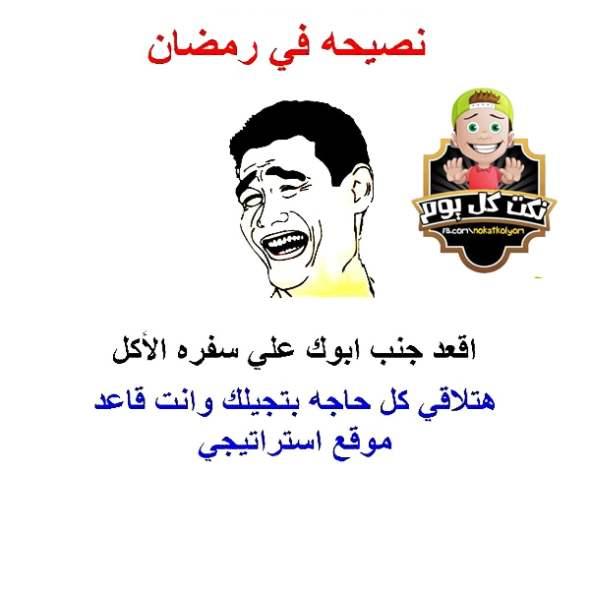 نصيحه في رمضان
نكت كل يوم
FB.com\nokatkolyom
اقعد جنب ابوك علي سفره الأكل
هتلاقي كل حاجه بتجيلك وانت قاعد
موقع استراتيجي